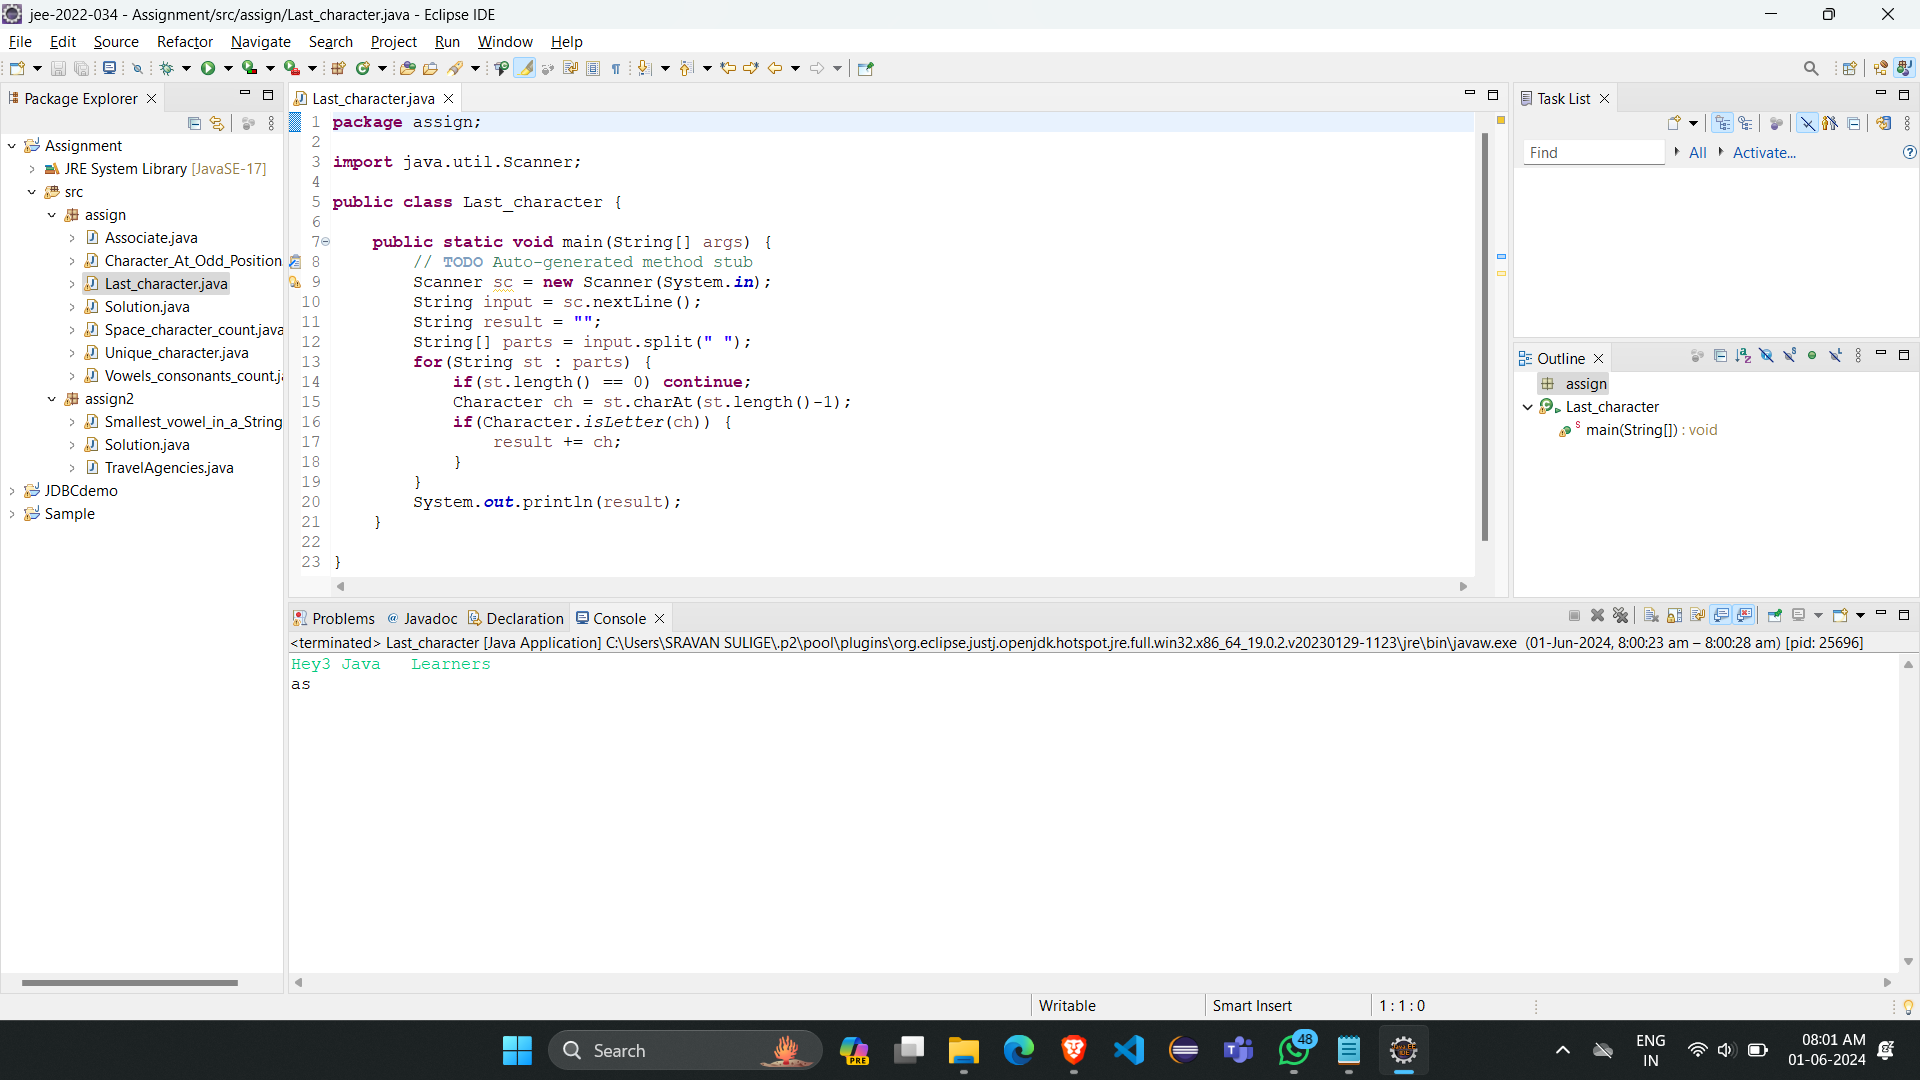 jee-2022-034 - Assignment/src/assign/Last_character.java - Eclipse IDE
File Edit Source Refactor Navigate Search Project Run Window Help
Package Explorer
Assignment
JRE System Library [JavaSE-17]
src
assign
Associate.java
Character_At_Odd_Position
Last_character.java
Solution.java
Space_character_count.java
Unique_character.java
Vowels_consonants_count.j
assign2
Smallest_vowel_in_a_String
Solution.java
TravelAgencies.java
JDBCdemo
Sample
Last_character.java
1 package assign;
2
3 import java.util.Scanner;
4
5 public class Last_character {
6
7 public static void main(String[] args) {
8 // TODO Auto-generated method stub
9 Scanner sc = new Scanner(System.in);
10 String input = sc.nextLine();
11 String result = "";
12 String[] parts = input.split(" ");
13 for(String st : parts) {
14 if(st.length() == 0) continue;
15 Character ch = st.charAt(st.length()-1);
16 if(Character.isLetter(ch)) {
17 result += ch;
18 }
19 }
20 System.out.println(result);
21 }
22
23 }
Task List
Find All Activate...
Outline
assign
Last_character
main(String[]) : void
Problems @ Javadoc Declaration Console
<terminated> Last_character [Java Application] C:\Users\SRAVAN SULIGE\.p2\pool\plugins\org.eclipse.justj.openjdk.hotspot.jre.full.win32.x86_64_19.0.2.v20230129-1123\jre\bin\javaw.exe (01-Jun-2024, 8:00:23 am – 8:00:28 am) [pid: 25696]
Hey3 Java   Learners
as
Writable Smart Insert 1 : 1 : 0
Search
PRE
48
ENG
IN
08:01 AM
01-06-2024